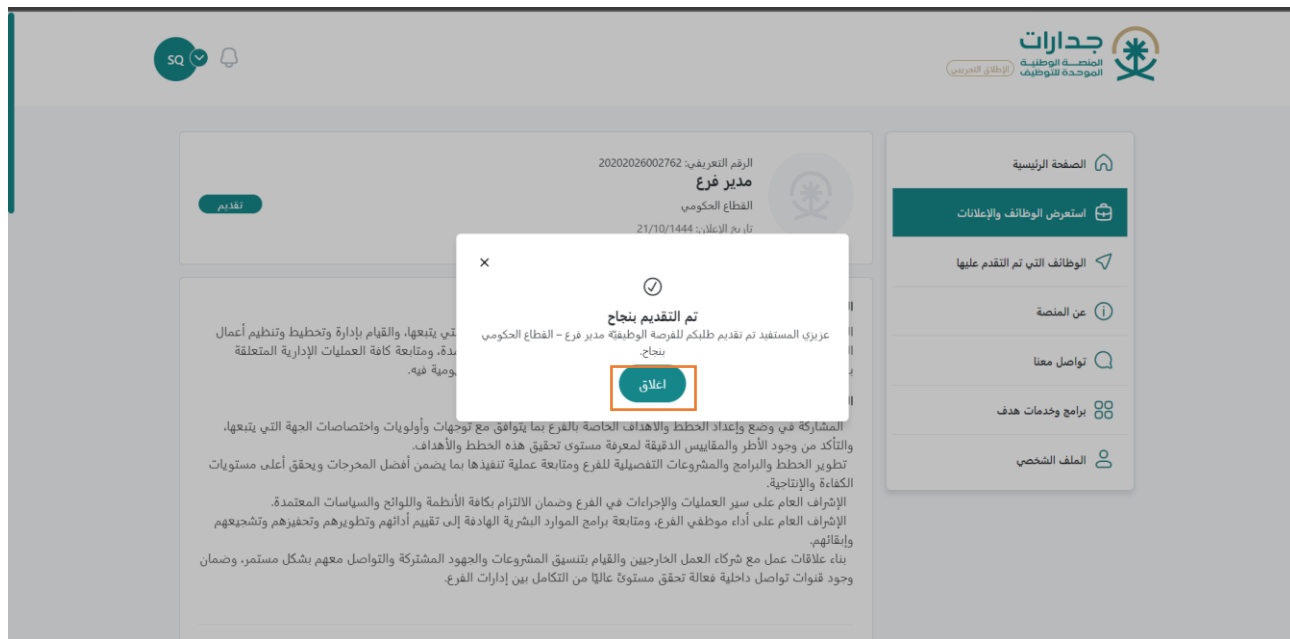 جـدارات
المنصـــة الوطنيــة
الموحدة للتوظيف
(الإطلاق التجريبي)
SQ
الصفحة الرئيسية
استعرض الوظائف والإعلانات
الوظائف التي تم التقدم عليها
عن المنصة
تواصل معنا
برامج وخدمات هدف
الملف الشخصي
الرقم التعريفي: 20202026002762
مدير فرع
القطاع الحكومي
تاريخ الإعلان: 21/10/1444
تقديم
×
تم التقديم بنجاح
عزيزي المستفيد تم تقديم طلبكم للفرصة الوظيفيّة مدير فرع – القطاع الحكومي
بنجاح.
اغلاق
تي يتبعها، والقيام بإدارة وتخطيط وتنظيم أعمال
مدة، ومتابعة كافة العمليات الإدارية المتعلقة
يومية فيه.
المشاركة في وضع وإعداد الخطط والأهداف الخاصة بالفرع بما يتوافق مع توجهات وأولويات واختصاصات الجهة التي يتبعها،
والتأكد من وجود الأطر والمقاييس الدقيقة لمعرفة مستوى تحقيق هذه الخطط والأهداف.
تطوير الخطط والبرامج والمشروعات التفصيلية للفرع ومتابعة عملية تنفيذها بما يضمن أفضل المخرجات ويحقق أعلى مستويات
الكفاءة والإنتاجية.
الإشراف العام على سير العمليات والإجراءات في الفرع وضمان الالتزام بكافة الأنظمة واللوائح والسياسات المعتمدة.
الإشراف العام على أداء موظفي الفرع، ومتابعة برامج الموارد البشرية الهادفة إلى تقييم أدائهم وتطويرهم وتحفيزهم وتشجيعهم
وإبقائهم.
بناء علاقات عمل مع شركاء العمل الخارجيين والقيام بتنسيق المشروعات والجهود المشتركة والتواصل معهم بشكل مستمر، وضمان
وجود قنوات تواصل داخلية فعالة تحقق مستوىً عاليًا من التكامل بين إدارات الفرع.